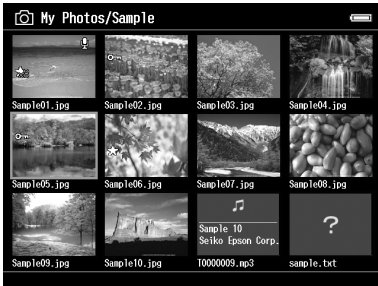 My Photos/Sample
Sample01.jpg
Sample02.jpg
Sample03.jpg
Sample04.jpg
Sample05.jpg
Sample06.jpg
Sample07.jpg
Sample08.jpg
Sample 10
Seiko Epson Corp.
?
Sample09.jpg
Sample10.jpg
T0000009.mp3
sample.txt